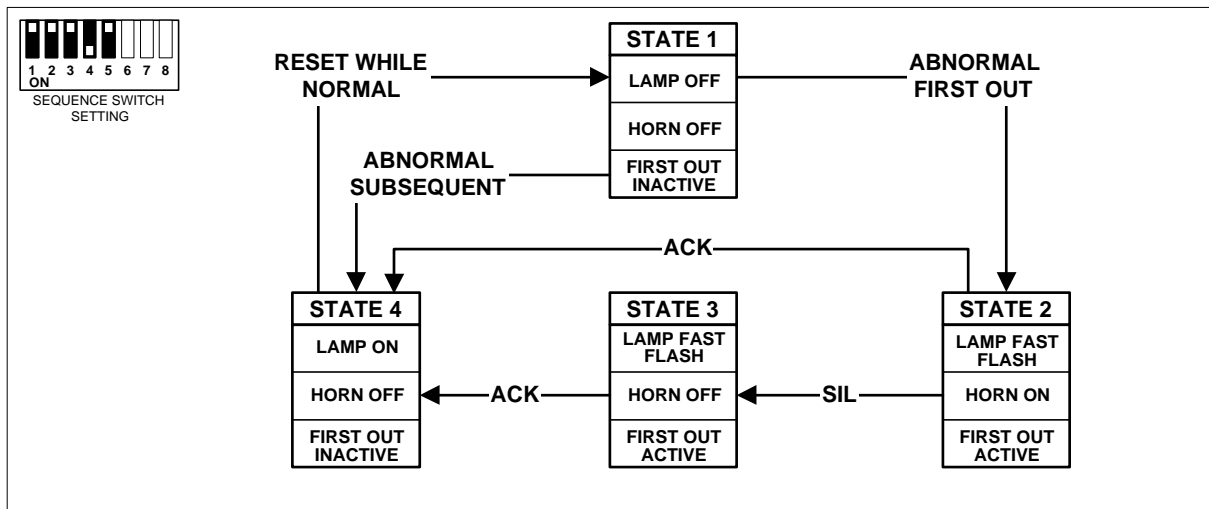 1 2 3 4 5 6 7 8
ON
SEQUENCE SWITCH
SETTING
RESET WHILE
NORMAL
STATE 1
LAMP OFF
HORN OFF
FIRST OUT
INACTIVE
ABNORMAL
FIRST OUT
ABNORMAL
SUBSEQUENT
ACK
STATE 4
LAMP ON
HORN OFF
FIRST OUT
INACTIVE
ACK
STATE 3
LAMP FAST
FLASH
HORN OFF
FIRST OUT
ACTIVE
SIL
STATE 2
LAMP FAST
FLASH
HORN ON
FIRST OUT
ACTIVE